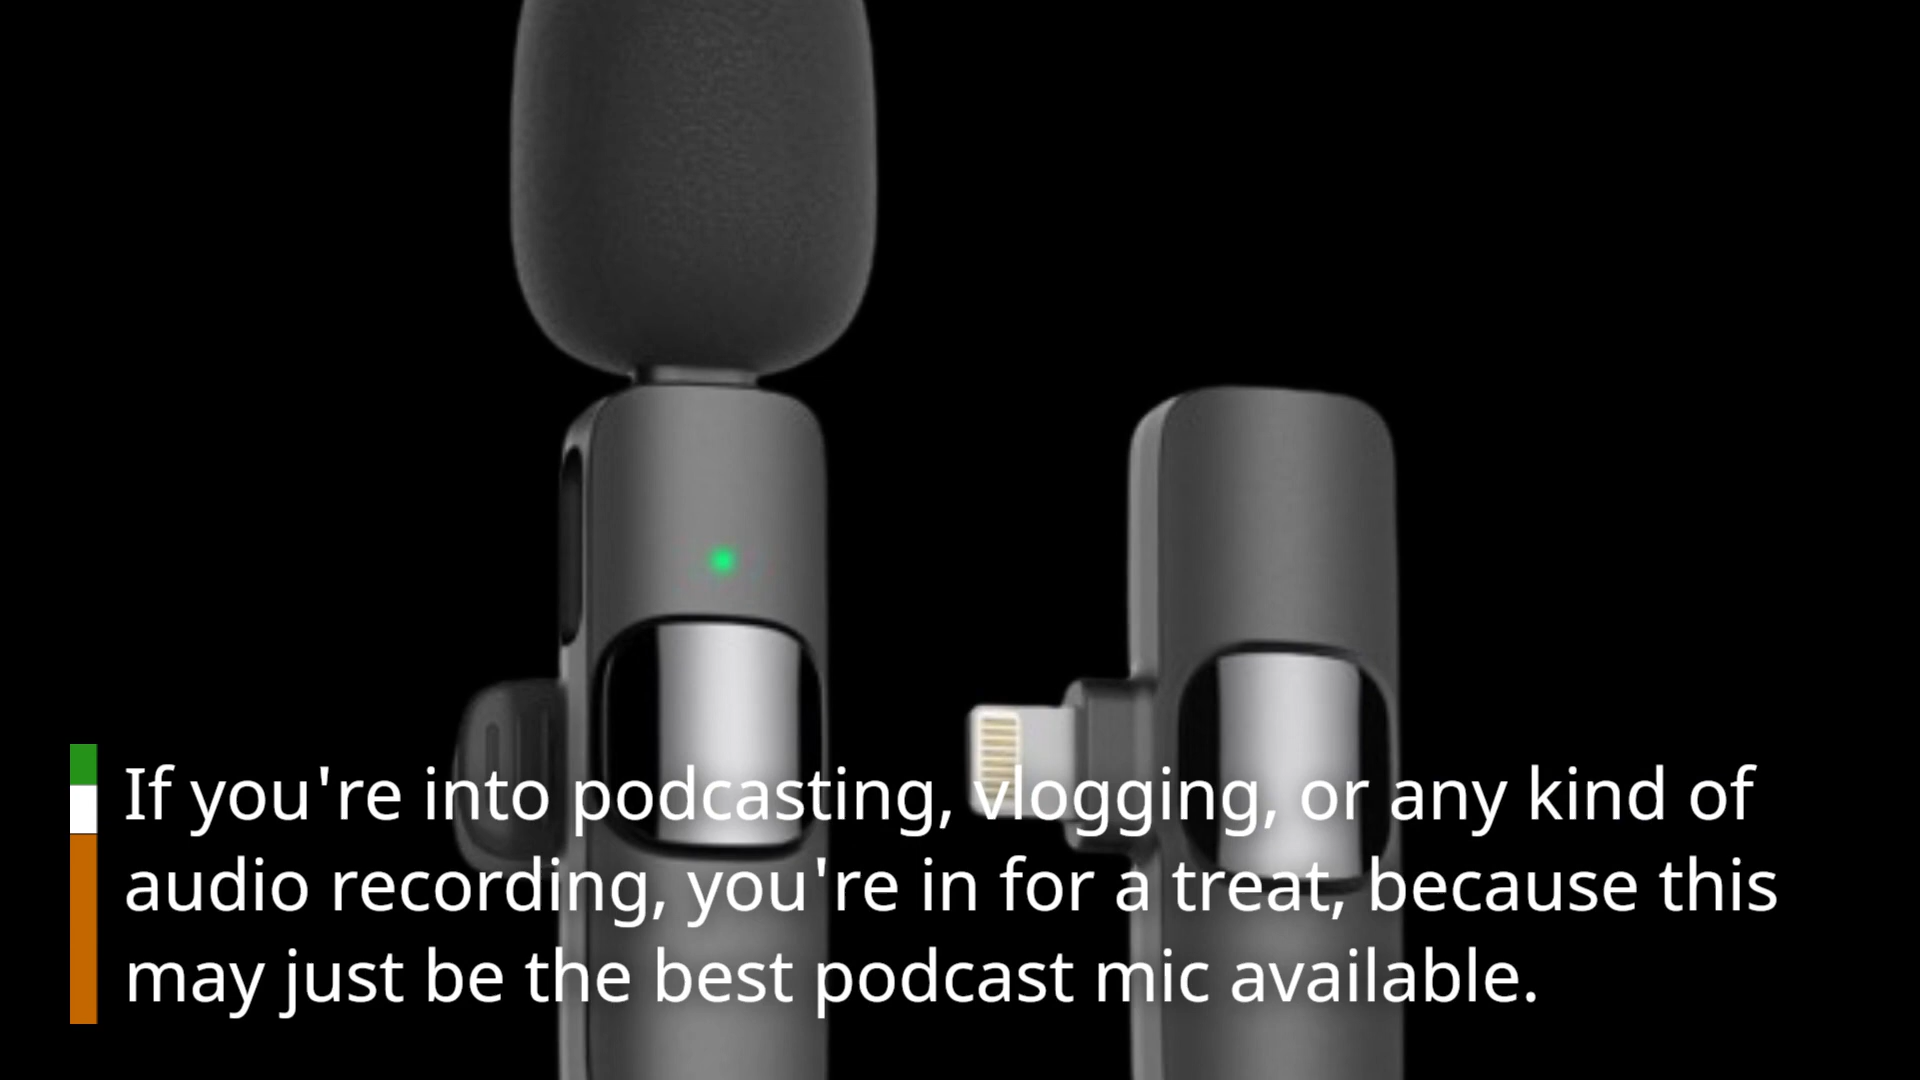 If you're into podcasting, vlogging, or any kind of
audio recording, you're in for a treat, because this
may just be the best podcast mic available.